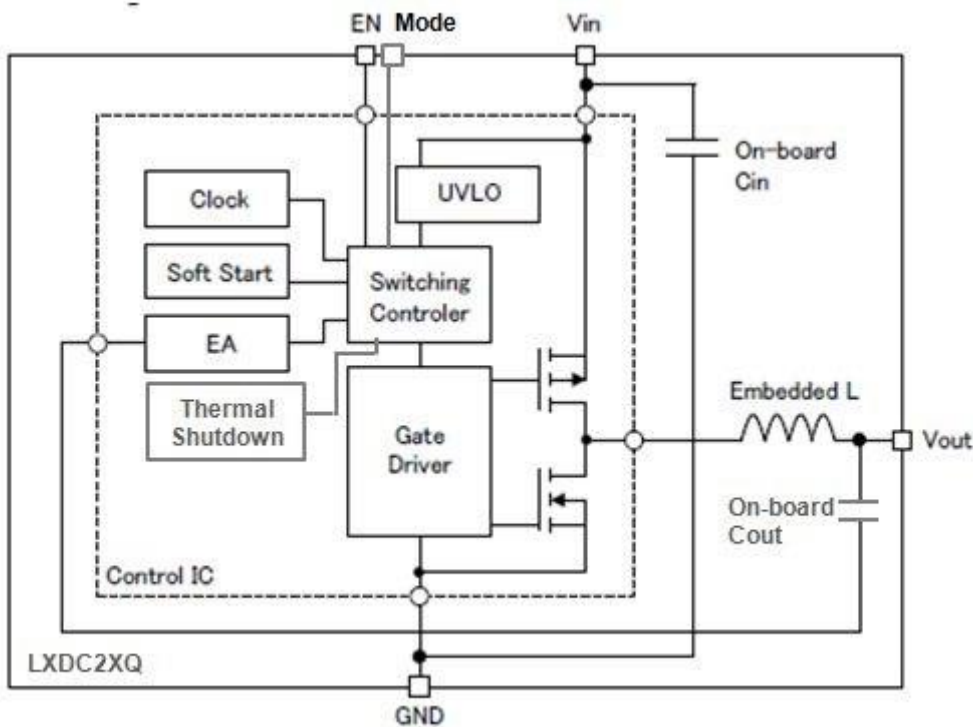 EN Mode Vin
On-board
Cin
UVLO
Clock
Soft Start
Switching
Controler
EA
Thermal
Shutdown
Gate
Driver
Embedded L
Vout
On-board
Cout
Control IC
LXDC2XQ
GND